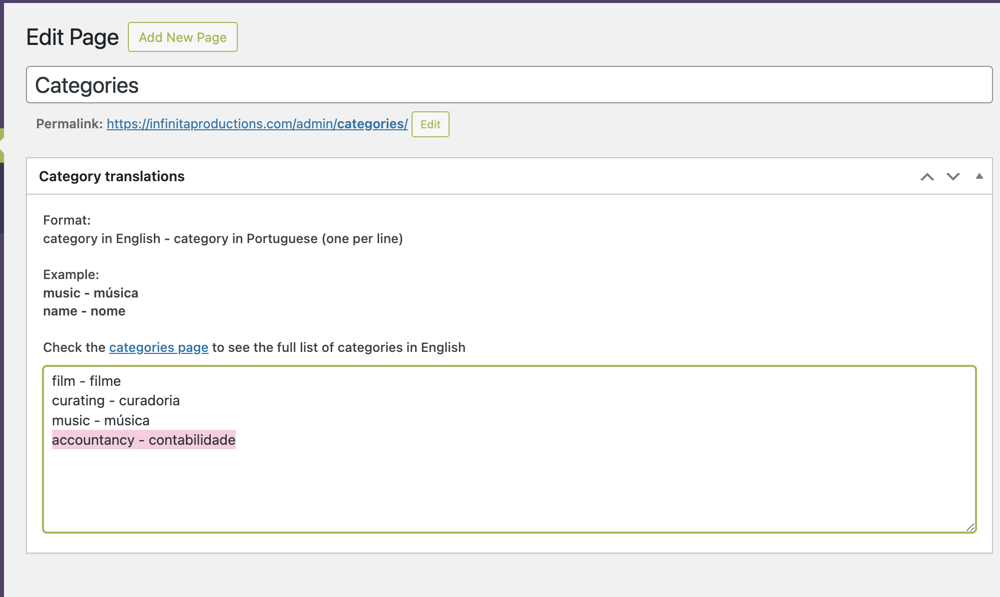 Edit Page
Add New Page
Categories
Permalink: https://infinitaproductions.com/admin/categories/ Edit
Category translations
Format:
category in English - category in Portuguese (one per line)
Example:
music - música
name - nome
Check the categories page to see the full list of categories in English
film - filme
curating - curadoria
music - música
accountancy - contabilidade